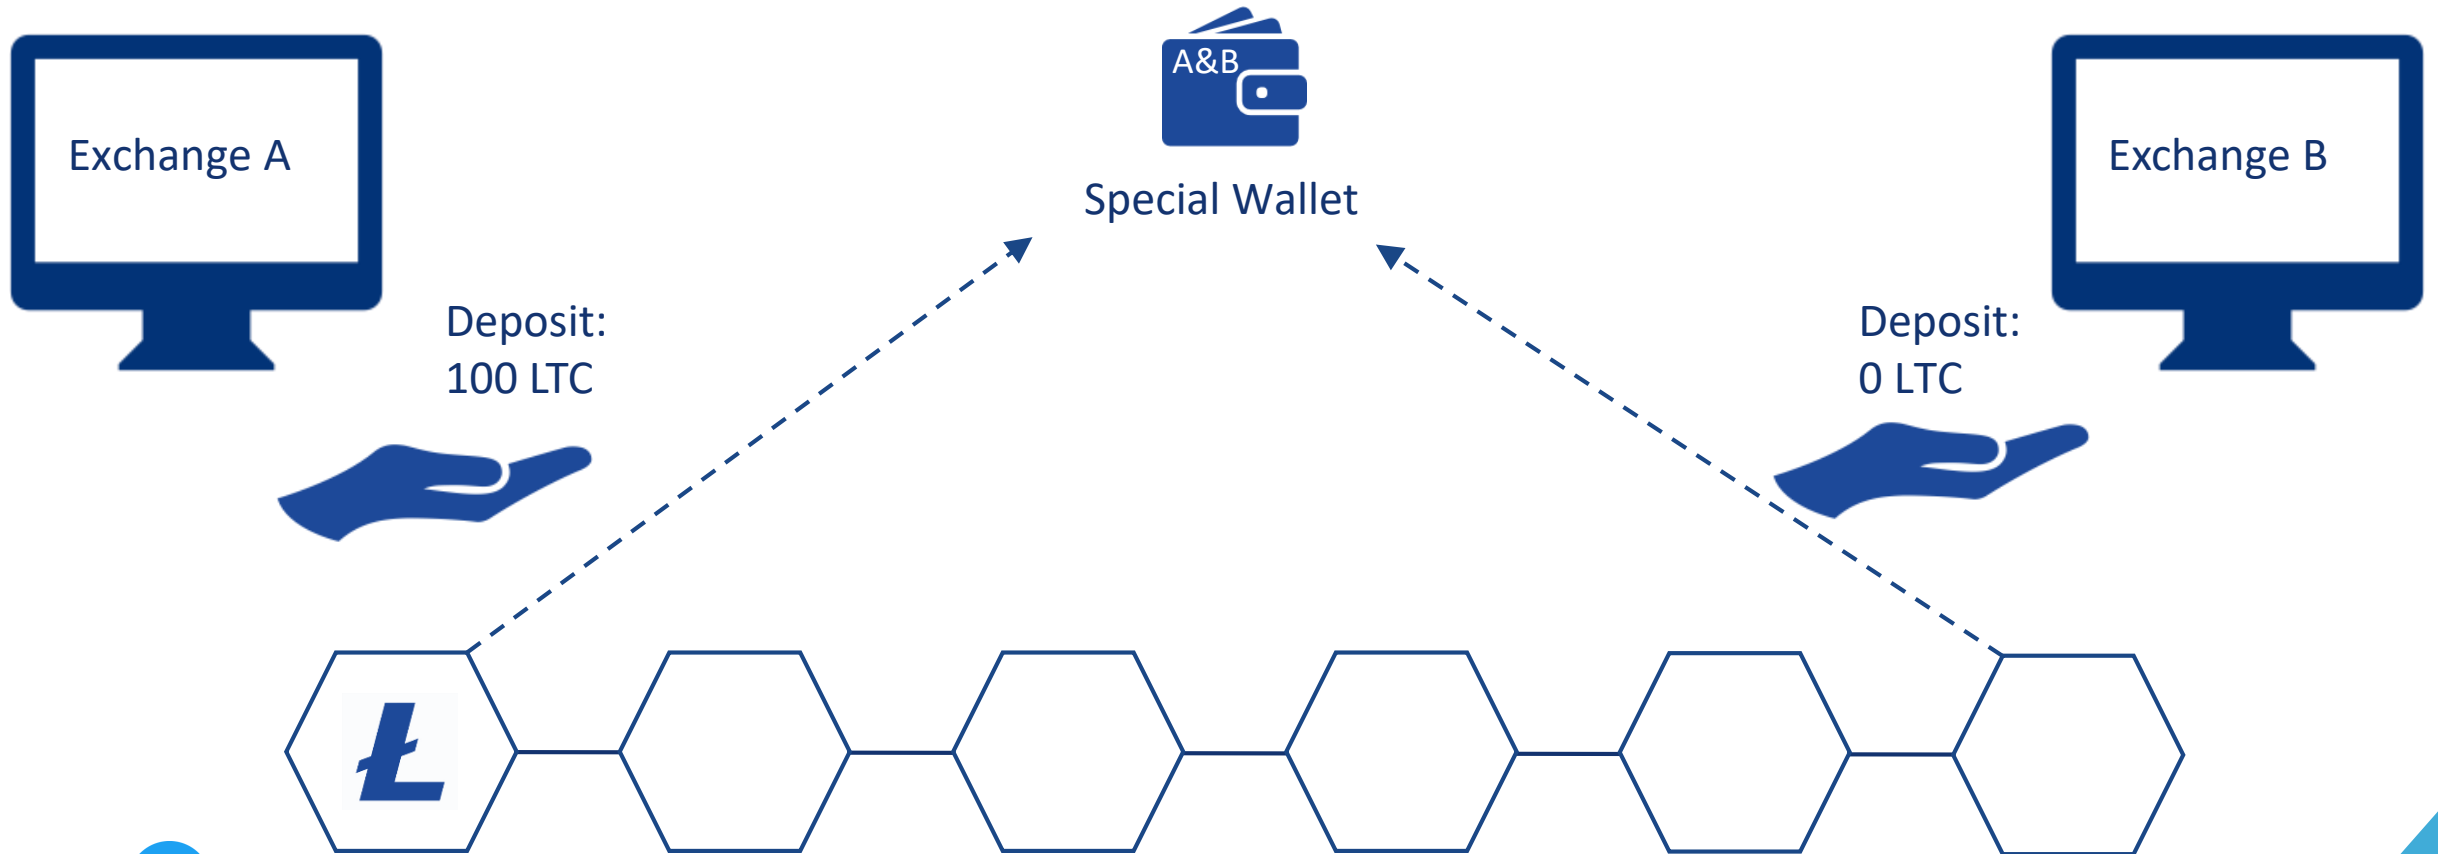 A&B
Exchange A
Exchange B
Special Wallet
Deposit:
100 LTC
Deposit:
0 LTC
Ł